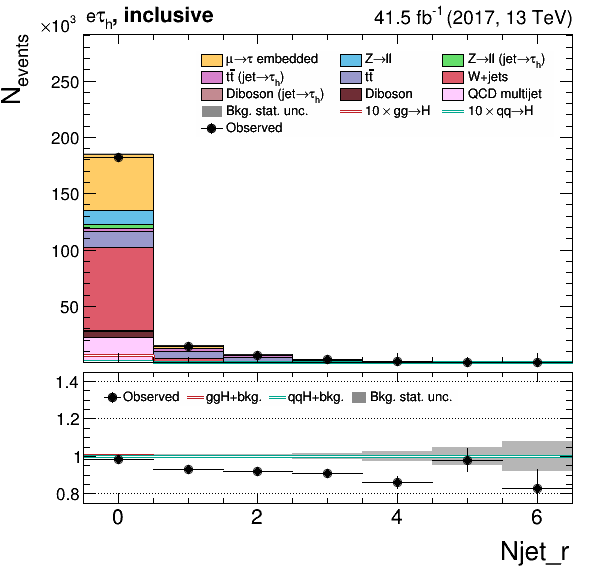 ×10³ eτh, inclusive 41.5 fb⁻¹ (2017, 13 TeV)
Nevents
250
200
150
100
50
μ→τ embedded Z→ll Z→ll (jet→τh)
tt̄ (jet→τh) tt̄ W+jets
Diboson (jet→τh) Diboson QCD multijet
Bkg. stat. unc. 10 × gg→H 10 × qq→H
Observed
1.4
1.2
1
0.8
Observed ggH+bkg. qqH+bkg. Bkg. stat. unc.
0 2 4 6
Njet_r